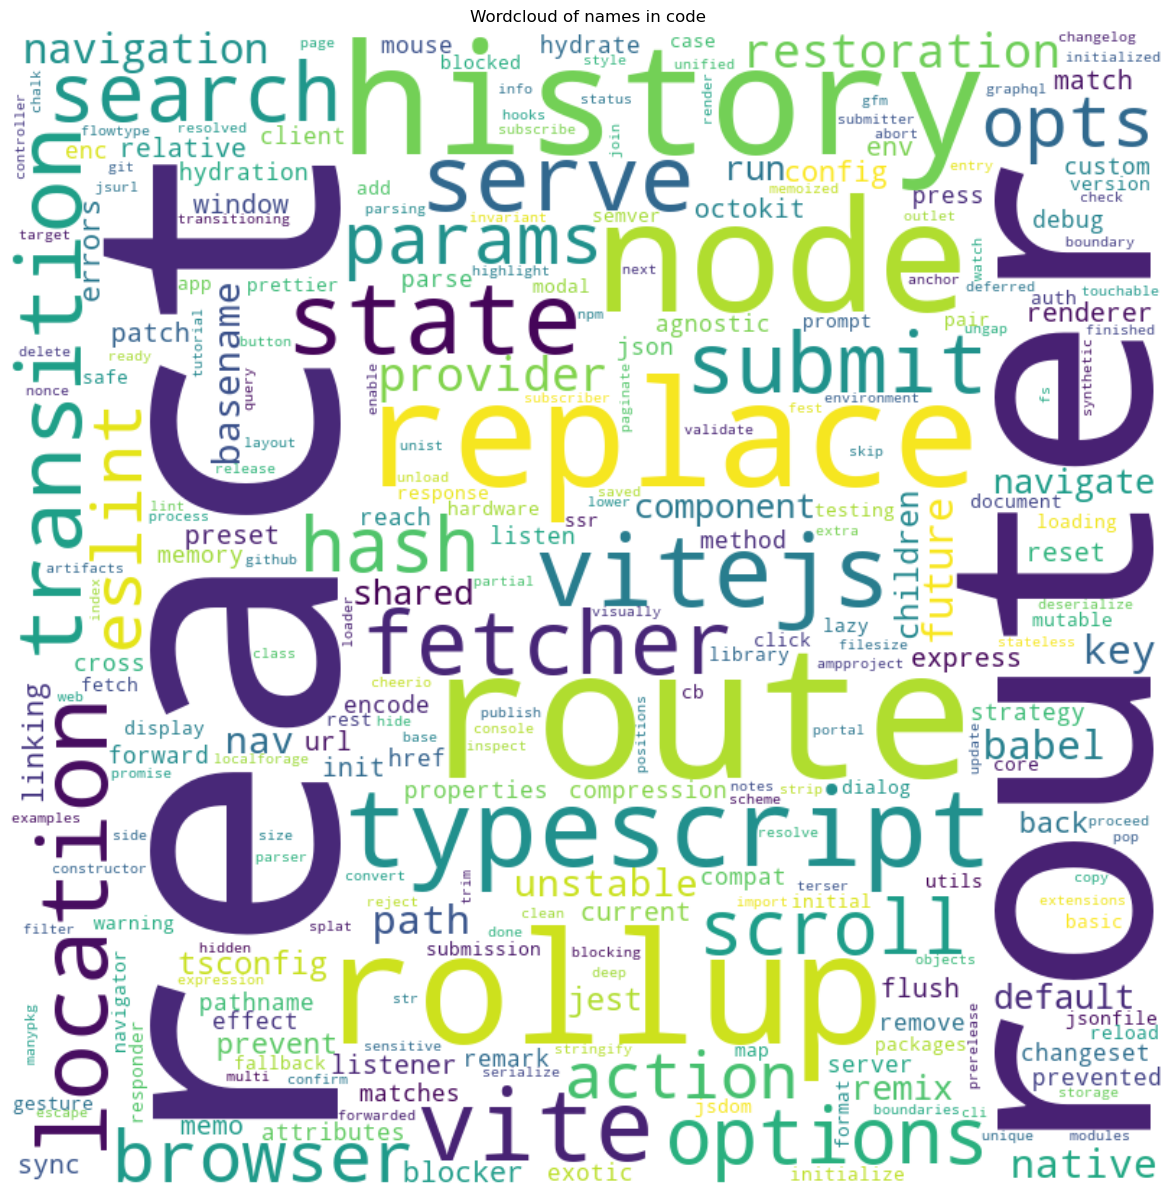 Wordcloud of names in code
navigation
page
mouse
hydrate
case
restoration
changelog
initialized
blocked
style
unified
search
history
chalk
info
status
render
graphql
match
controller
flowtype
resolved
client
hooks
subscribe
join
gfm
submitter
abort
env
opts
enc
relative
git
jsurl
hydration
serve
run
config
memoized
entry
custom
version
check
transition
errors
window
transitioning
add
parsing
invariant
semver
octokit
press
outlet
debug
target
params
node
boundary
react
app
prettier
parse
highlight
modal
next
anchor
watch
deferred
touchable
auth
renderer
router
basename
state
npm
agnostic
prompt
pair
ungap
finished
patch
tutorial
button
json
submit
delete
ready
nonce
safe
query
enable
provider
subscriber
paginate
fest
environment
fs
synthetic
eslint
replace
validate
layout
release
unist
skip
unload
response
saved
lower
hardware
navigate
lint
process
preset
reach
ssr
component
testing
extra
document
loading
memory
github
hash
listen
method
children
future
reset
artifacts
index
partial
vitejs
shared
visually
deserialize
mutable
loader
fetcher
lazy
filesize
stateless
click
library
ampproject
express
key
class
cross
fetch
web
linking
location
cheerio
cb
encode
route
rest
hide
publish
console
inspect
positions
portal
strategy
display
nav
url
base
href
update
babel
forward
localforage
init
core
promise
properties
compression
notes
scheme
strip
dialog
examples
side
size
parser
typescript
resolve
back
proceed
pop
constructor
convert
trim
unstable
compat
terser
utils
copy
filter
warning
reject
clean
current
import
initial
extensions
basic
splat
path
done
scroll
hidden
submission
blocking
objects
tsconfig
expression
rollup
deep
navigator
pathname
str
jest
flush
default
manypkg
effect
sensitive
remove
jsonfile
reload
responder
prevent
fallback
stringify
map
packages
prerelease
changeset
multi
confirm
listener
remark
serialize
server
prevented
gesture
escape
matches
action
remix
storage
forwarded
vite
jsdom
format
boundaries
cli
memo
attributes
options
unique
modules
sync
browser
blocker
exotic
initialize
native